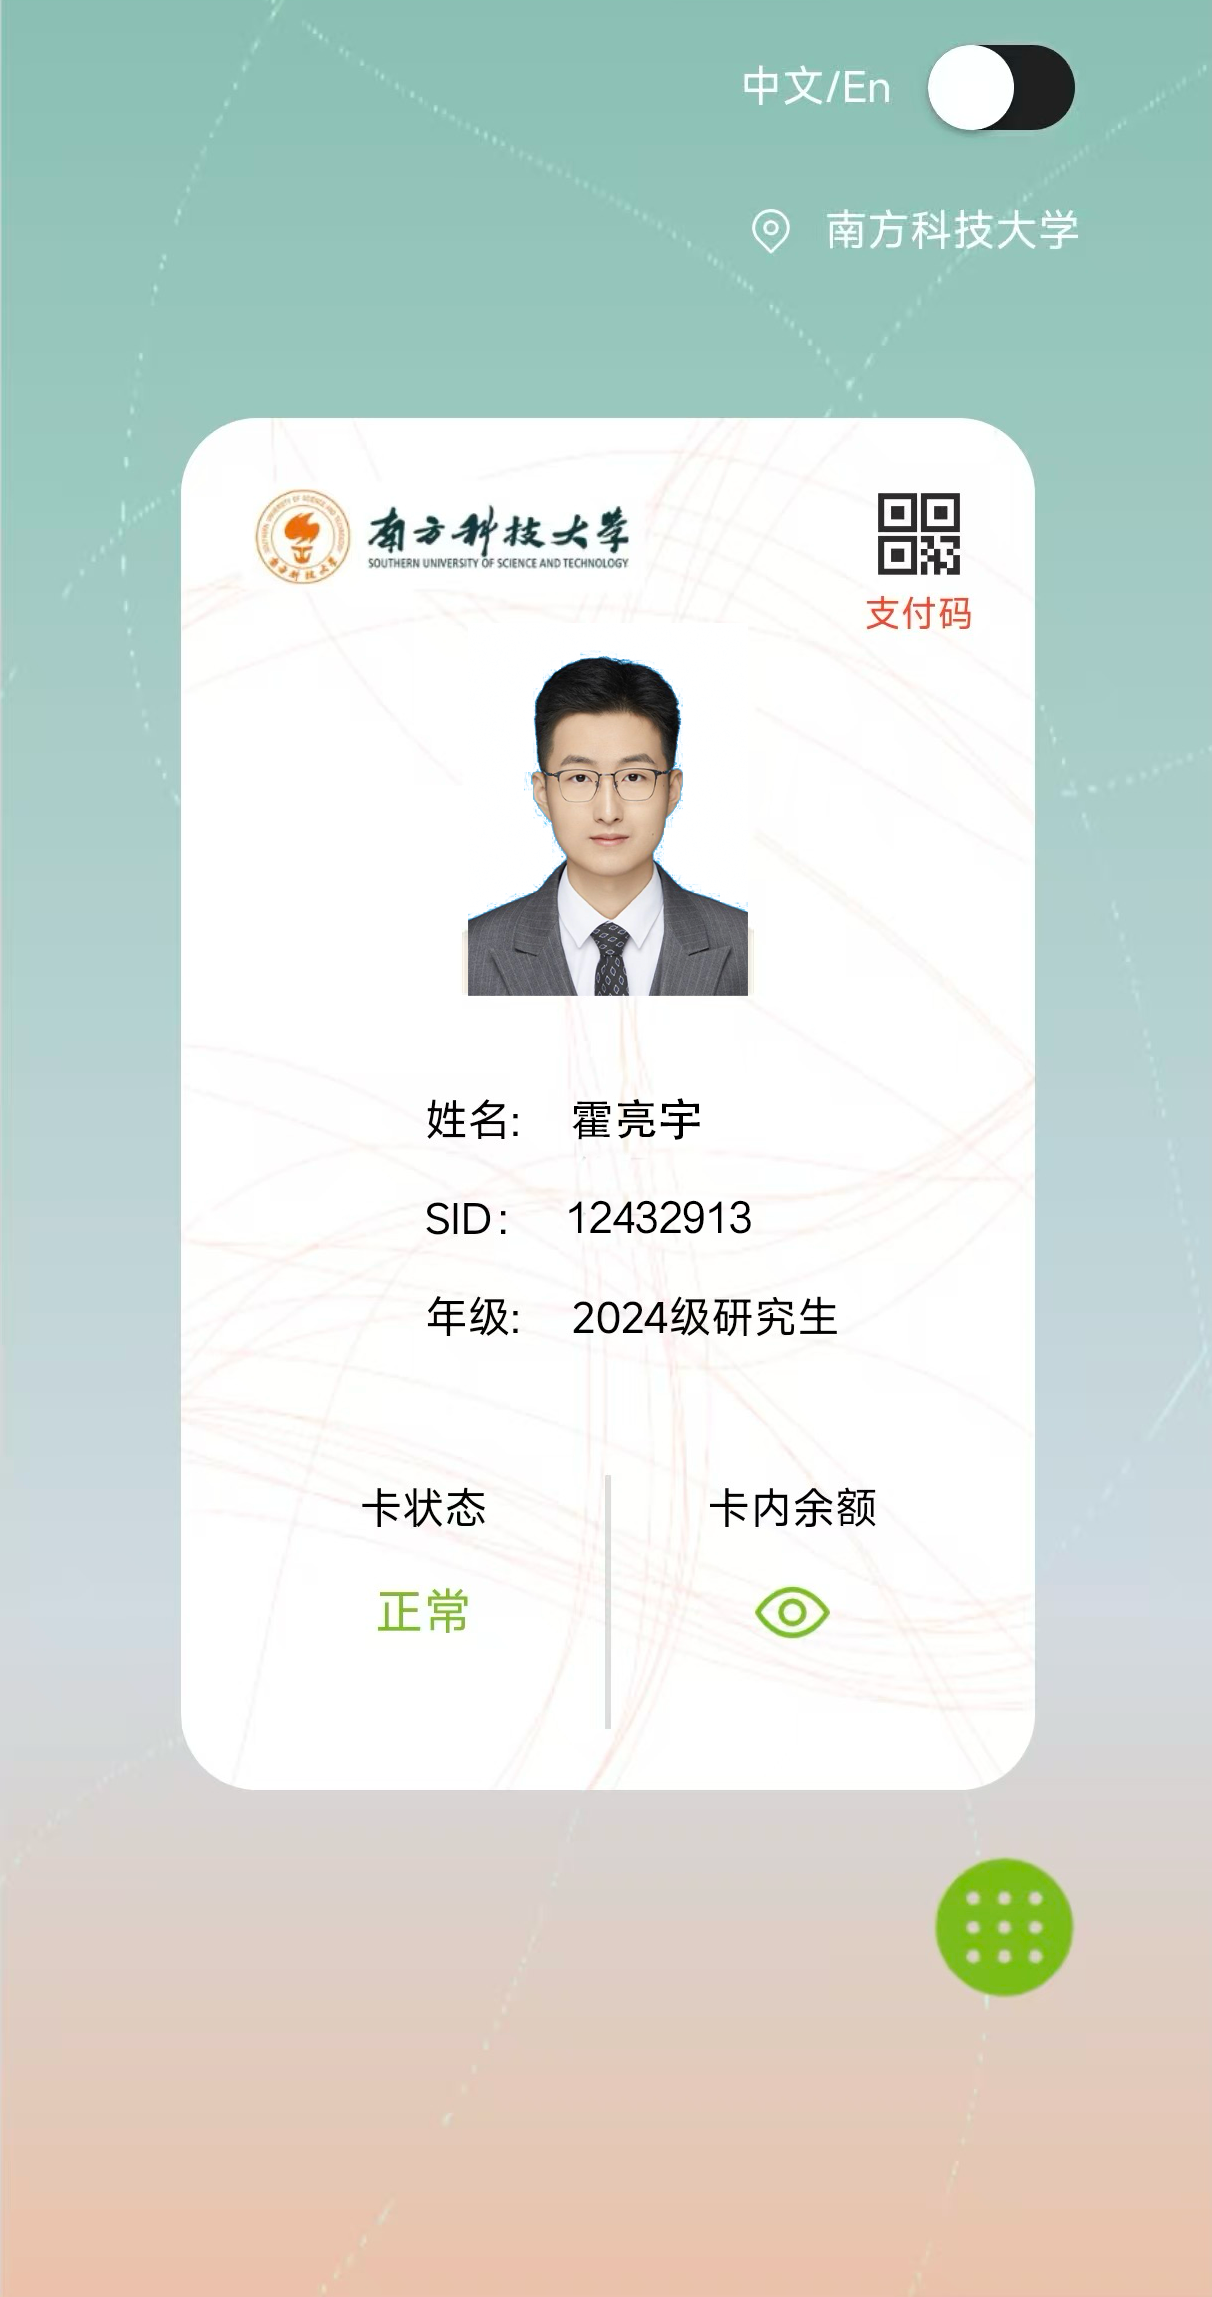 中文/En
南方科技大学
南方科技大学
SOUTHERN UNIVERSITY OF SCIENCE AND TECHNOLOGY
支付码
姓名: 霍亮宇
SID: 12432913
年级: 2024级研究生
卡状态
卡内余额
正常